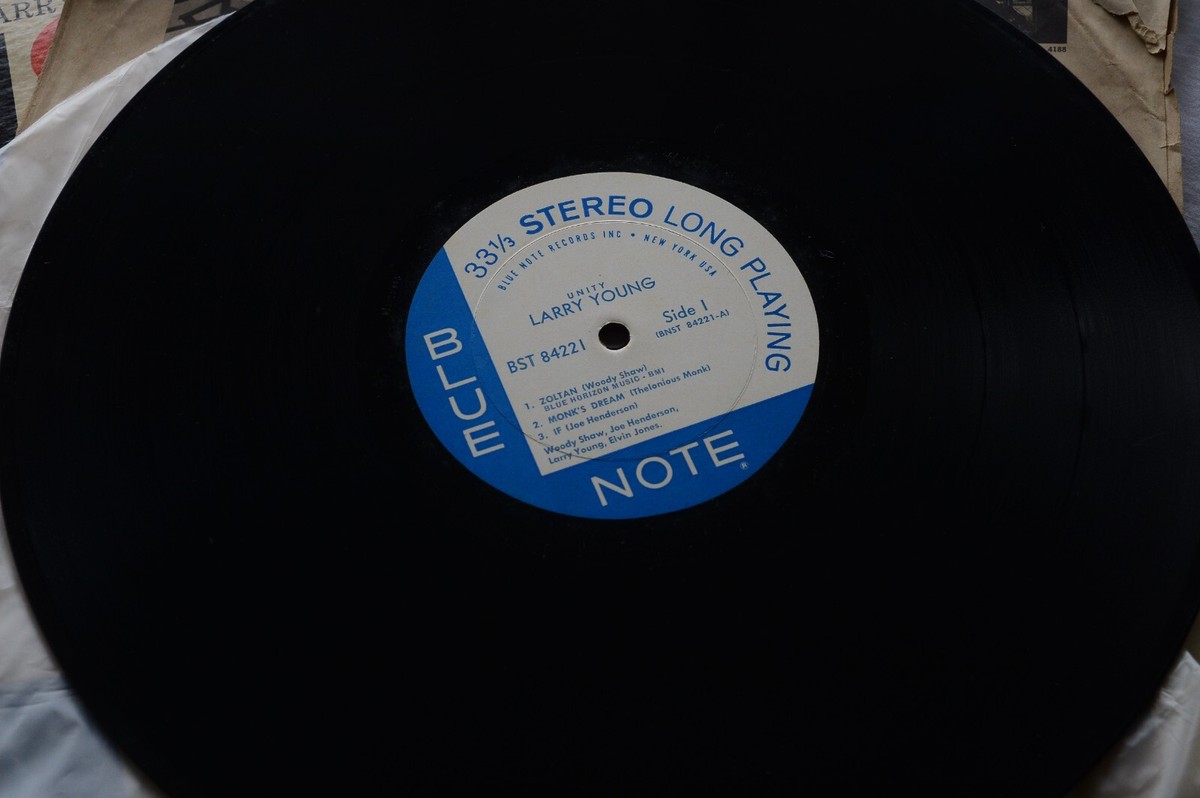 ARR
4188
33⅓ STEREO LONG PLAYING
BLUE NOTE RECORDS INC • NEW YORK USA
UNITY
LARRY YOUNG
BST 84221
Side 1
(BNST 84221-A)
1. ZOLTAN (Woody Shaw)
BLUE HORIZON MUSIC - BMI
2. MONK'S DREAM (Thelonious Monk)
3. IF (Joe Henderson)
Woody Shaw, Joe Henderson,
Larry Young, Elvin Jones.
BLUE
NOTE®